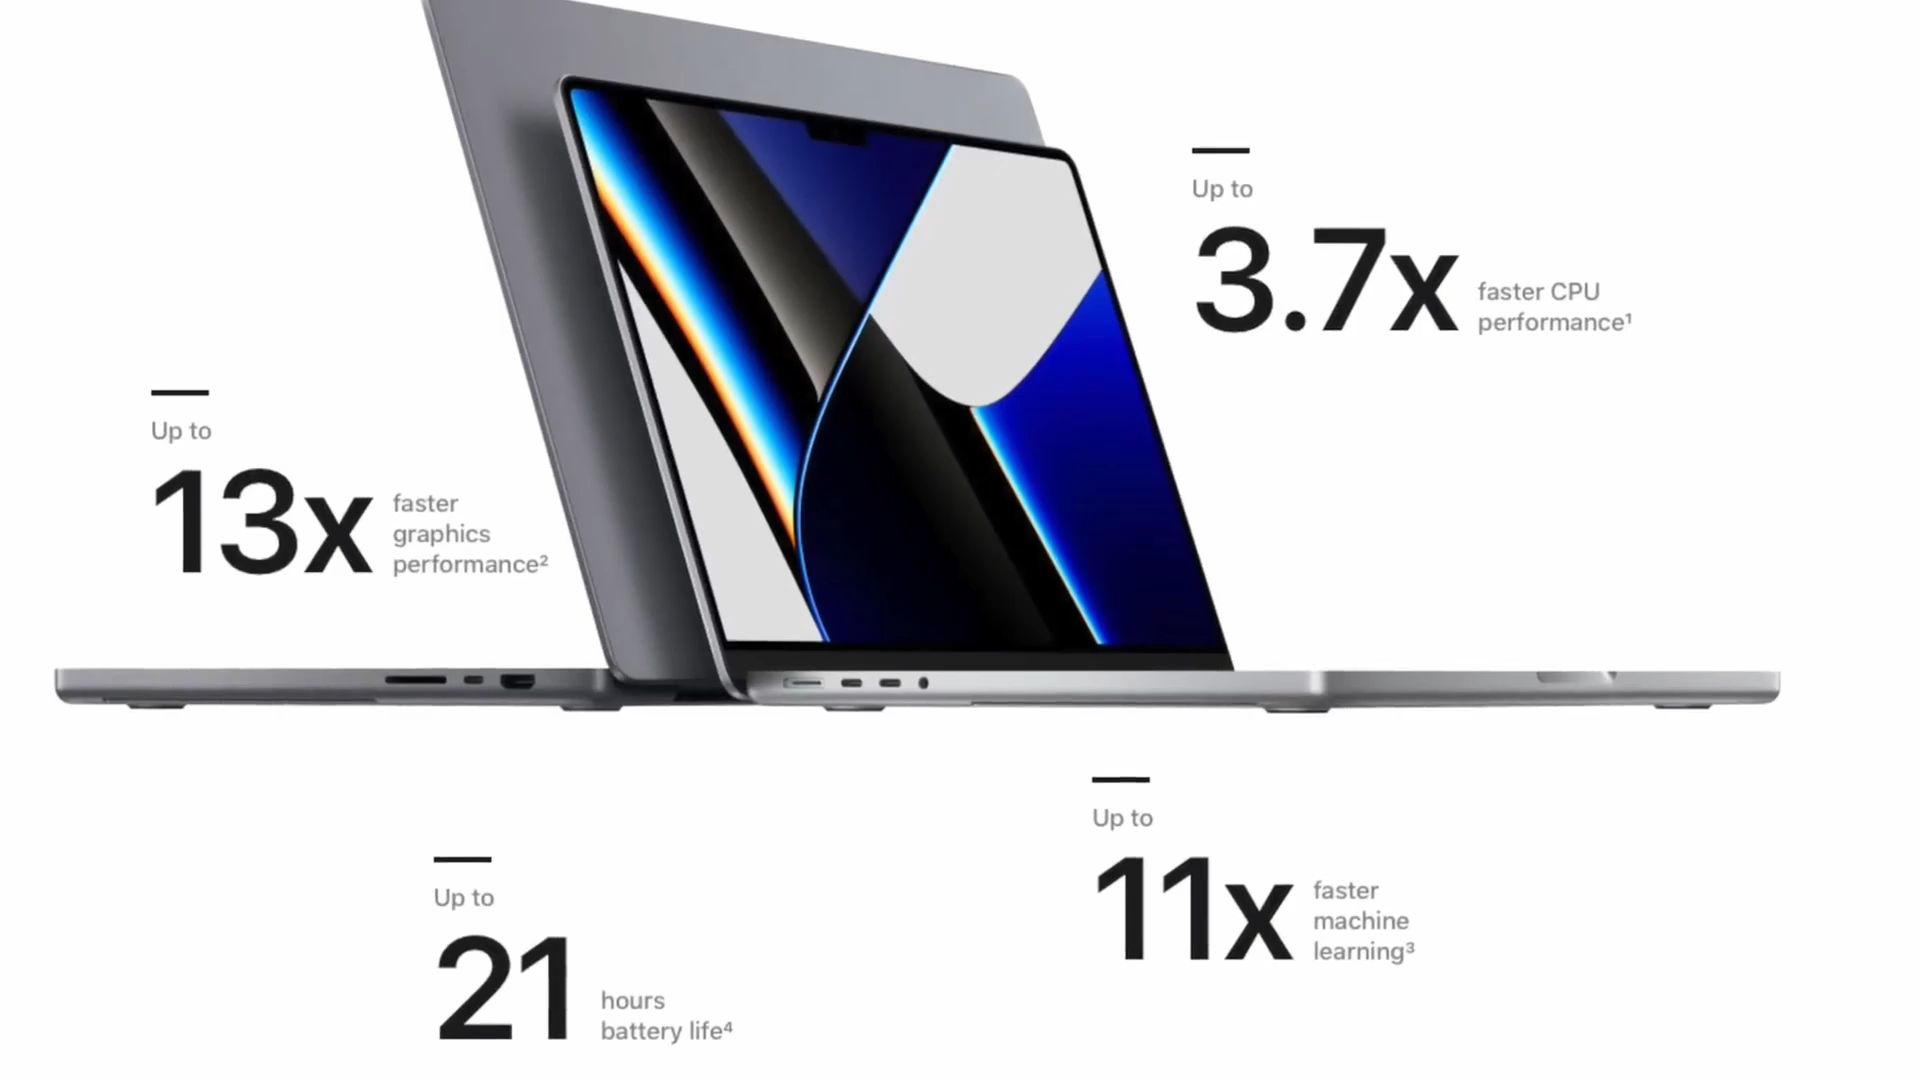 Up to
3.7x
faster CPU
performance¹
Up to
13x
faster
graphics
performance²
Up to
11x
faster
machine
learning³
Up to
21
hours
battery life⁴